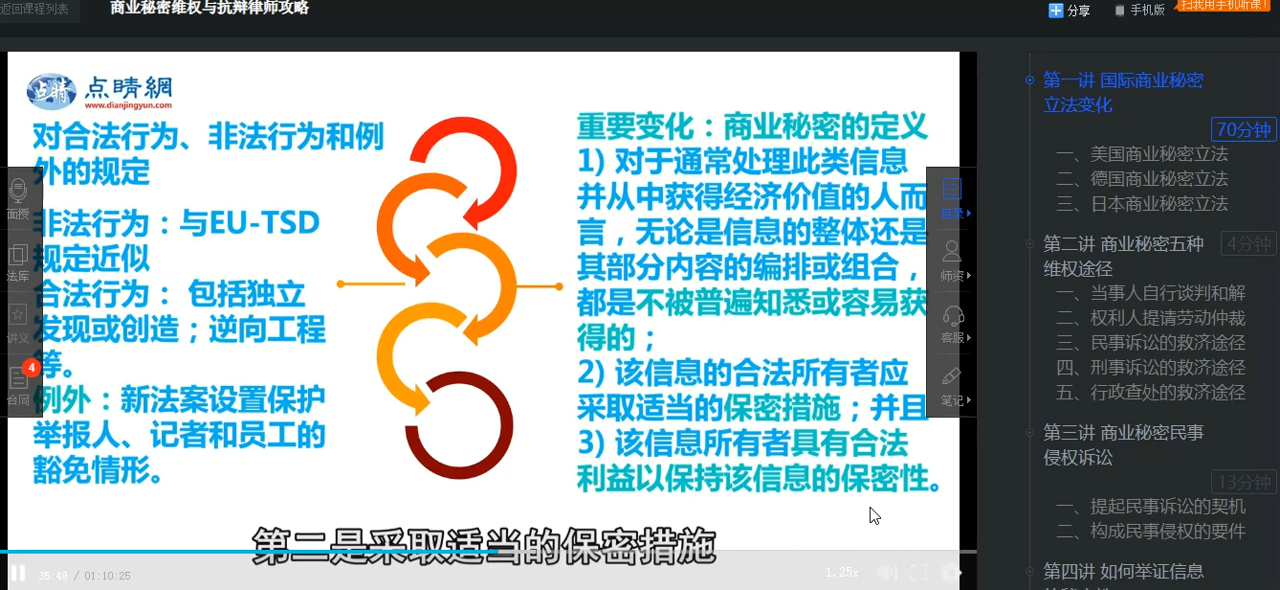 返回课程列表
商业秘密维权与抗辩律师攻略
分享
手机版
扫我用手机听课!
点睛
点睛網
www.dianjingyun.com
对合法行为、非法行为和例
外的规定
非法行为：与EU-TSD
规定近似
合法行为： 包括独立
发现或创造；逆向工程
等。
例外：新法案设置保护
举报人、记者和员工的
豁免情形。
重要变化：商业秘密的定义
1) 对于通常处理此类信息
并从中获得经济价值的人而
言，无论是信息的整体还是
其部分内容的编排或组合，
都是不被普遍知悉或容易获
得的；
2) 该信息的合法所有者应
采取适当的保密措施；并且
3) 该信息所有者具有合法
利益以保持该信息的保密性。
面授
法库
讲义
4
合同
目录
师资
客服
笔记
第二是采取适当的保密措施
35:49 / 01:10:25
1.25x
第一讲 国际商业秘密
立法变化
70分钟
一、美国商业秘密立法
二、德国商业秘密立法
三、日本商业秘密立法
第二讲 商业秘密五种
维权途径
4分钟
一、当事人自行谈判和解
二、权利人提请劳动仲裁
三、民事诉讼的救济途径
四、刑事诉讼的救济途径
五、行政查处的救济途径
第三讲 商业秘密民事
侵权诉讼
13分钟
一、提起民事诉讼的契机
二、构成民事侵权的要件
第四讲 如何举证信息